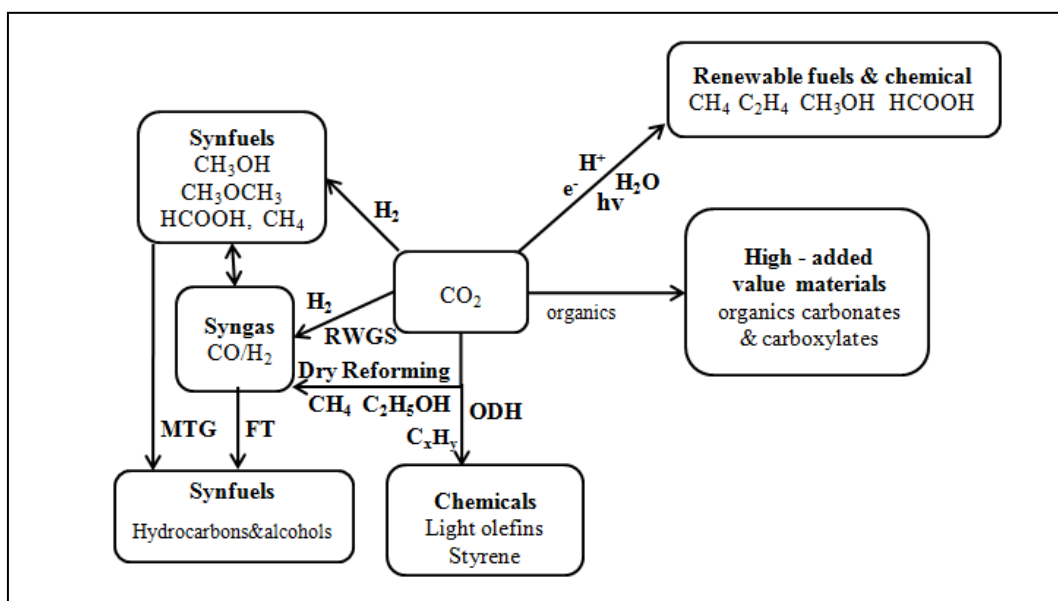 Renewable fuels & chemical
CH₄ C₂H₄ CH₃OH HCOOH
Synfuels
CH₃OH
CH₃OCH₃
HCOOH, CH₄
H₂
H⁺
e⁻
H₂O
hv
High - added
value materials
organics carbonates
& carboxylates
CO₂
organics
Syngas
CO/H₂
H₂
RWGS
Dry Reforming
CH₄ C₂H₅OH
ODH
CₓHᵧ
MTG
FT
Synfuels
Hydrocarbons&alcohols
Chemicals
Light olefins
Styrene